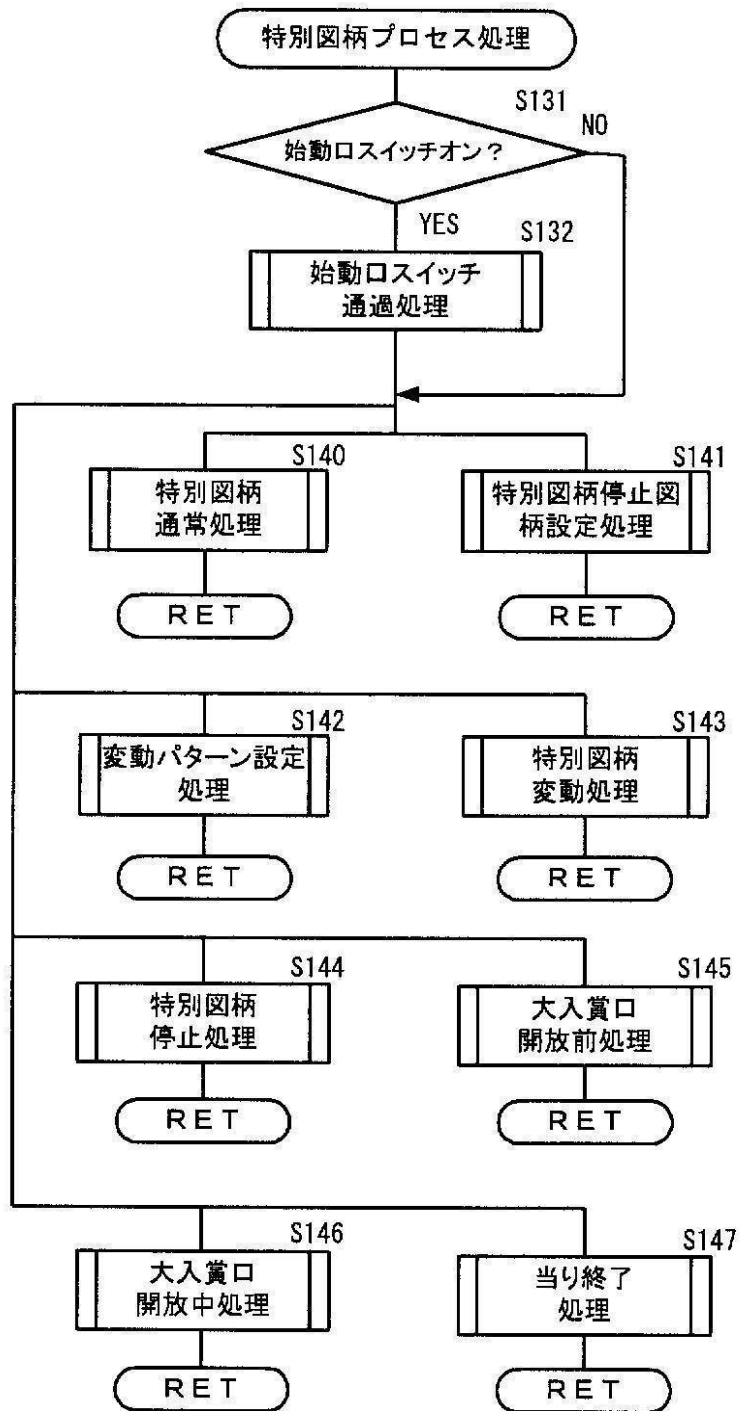 特別図柄プロセス処理
S131
始動口スイッチオン？
NO
YES
S132
始動口スイッチ
通過処理
S140
特別図柄
通常処理
RET
S141
特別図柄停止図
柄設定処理
RET
S142
変動パターン設定
処理
RET
S143
特別図柄
変動処理
RET
S144
特別図柄
停止処理
RET
S145
大入賞口
開放前処理
RET
S146
大入賞口
開放中処理
RET
S147
当り終了
処理
RET